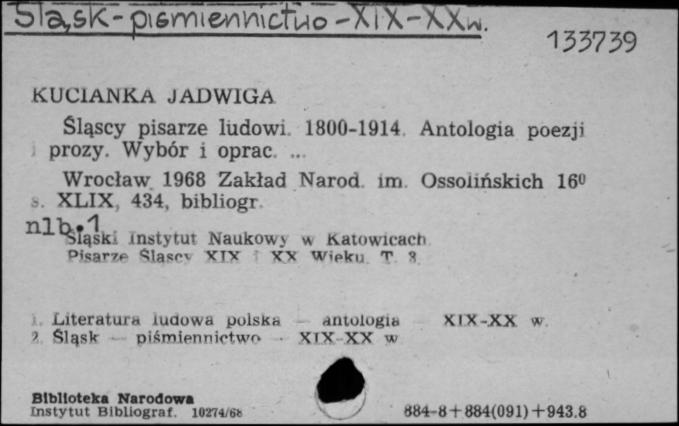 Śląsk-piśmiennictwo-XIX-XXw.
133739
KUCIANKA JADWIGA
Śląscy pisarze ludowi. 1800-1914. Antologia poezji
i prozy. Wybór i oprac. ...
Wrocław 1968 Zakład Narod. im. Ossolińskich 16⁰
s. XLIX, 434, bibliogr.
nlb.1
Śląski Instytut Naukowy w Katowicach
Pisarze Śląscy XIX i XX Wieku T. 3.
1. Literatura ludowa polska — antologia XIX-XX w.
2. Śląsk — piśmiennictwo - XIX-XX w
Biblioteka Narodowa
Instytut Bibliograf. 10274/68
884-8+884(091)+943.8